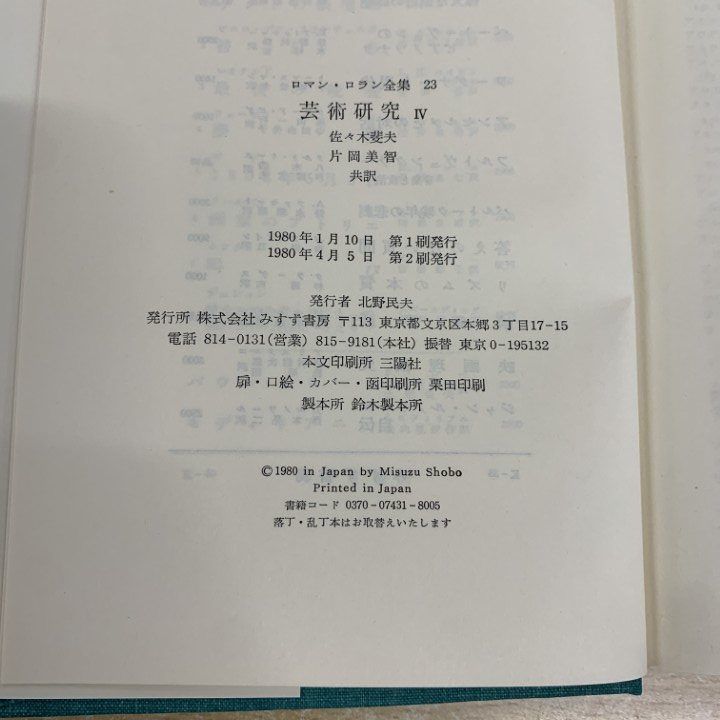 ロマン・ロラン全集 23
芸術研究 Ⅳ
佐々木斐夫
片岡美智
共訳
1980年1月10日 第1刷発行
1980年4月5日 第2刷発行
発行者 北野民夫
発行所 株式会社 みすず書房 〒113 東京都文京区本郷3丁目17-15
電話 814-0131(営業) 815-9181(本社) 振替 東京0-195132
本文印刷所 三陽社
扉・口絵・カバー・函印刷所 栗田印刷
製本所 鈴木製本所
©1980 in Japan by Misuzu Shobo
Printed in Japan
書籍コード 0370-07431-8005
落丁・乱丁本はお取替えいたします